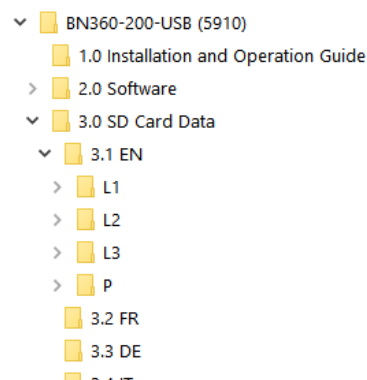 BN360-200-USB (5910)
1.0 Installation and Operation Guide
2.0 Software
3.0 SD Card Data
3.1 EN
L1
L2
L3
P
3.2 FR
3.3 DE